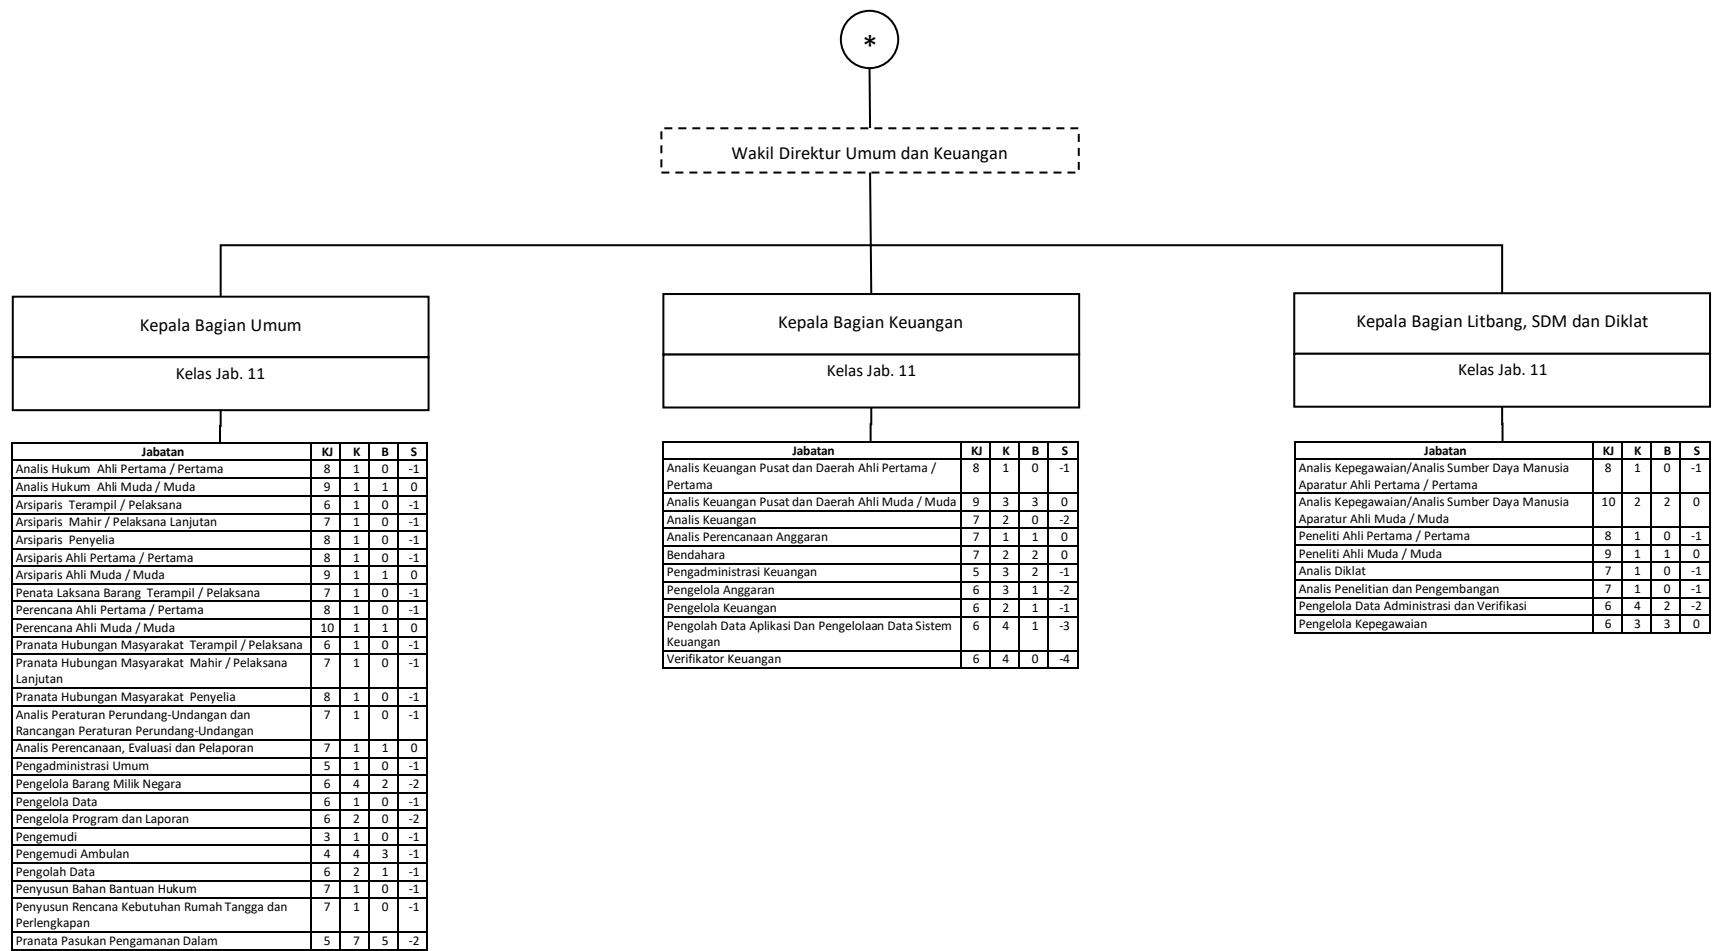 *
Wakil Direktur Umum dan Keuangan
Kepala Bagian Umum
Kelas Jab. 11
Jabatan KJ K B S
Analis Hukum Ahli Pertama / Pertama 8 1 0 -1
Analis Hukum Ahli Muda / Muda 9 1 1 0
Arsiparis Terampil / Pelaksana 6 1 0 -1
Arsiparis Mahir / Pelaksana Lanjutan 7 1 0 -1
Arsiparis Penyelia 8 1 0 -1
Arsiparis Ahli Pertama / Pertama 8 1 0 -1
Arsiparis Ahli Muda / Muda 9 1 1 0
Penata Laksana Barang Terampil / Pelaksana 7 1 0 -1
Perencana Ahli Pertama / Pertama 8 1 0 -1
Perencana Ahli Muda / Muda 10 1 1 0
Pranata Hubungan Masyarakat Terampil / Pelaksana 6 1 0 -1
Pranata Hubungan Masyarakat Mahir / Pelaksana 7 1 0 -1
Lanjutan
Pranata Hubungan Masyarakat Penyelia 8 1 0 -1
Analis Peraturan Perundang-Undangan dan 7 1 0 -1
Rancangan Peraturan Perundang-Undangan
Analis Perencanaan, Evaluasi dan Pelaporan 7 1 1 0
Pengadministrasi Umum 5 1 0 -1
Pengelola Barang Milik Negara 6 4 2 -2
Pengelola Data 6 1 0 -1
Pengelola Program dan Laporan 6 2 0 -2
Pengemudi 3 1 0 -1
Pengemudi Ambulan 4 4 3 -1
Pengolah Data 6 2 1 -1
Penyusun Bahan Bantuan Hukum 7 1 0 -1
Penyusun Rencana Kebutuhan Rumah Tangga dan 7 1 0 -1
Perlengkapan
Pranata Pasukan Pengamanan Dalam 5 7 5 -2
Kepala Bagian Keuangan
Kelas Jab. 11
Jabatan KJ K B S
Analis Keuangan Pusat dan Daerah Ahli Pertama / 8 1 0 -1
Pertama
Analis Keuangan Pusat dan Daerah Ahli Muda / Muda 9 3 3 0
Analis Keuangan 7 2 0 -2
Analis Perencanaan Anggaran 7 1 1 0
Bendahara 7 2 2 0
Pengadministrasi Keuangan 5 3 2 -1
Pengelola Anggaran 6 3 1 -2
Pengelola Keuangan 6 2 1 -1
Pengolah Data Aplikasi Dan Pengelolaan Data Sistem 6 4 1 -3
Keuangan
Verifikator Keuangan 6 4 0 -4
Kepala Bagian Litbang, SDM dan Diklat
Kelas Jab. 11
Jabatan KJ K B S
Analis Kepegawaian/Analis Sumber Daya Manusia 8 1 0 -1
Aparatur Ahli Pertama / Pertama
Analis Kepegawaian/Analis Sumber Daya Manusia 10 2 2 0
Aparatur Ahli Muda / Muda
Peneliti Ahli Pertama / Pertama 8 1 0 -1
Peneliti Ahli Muda / Muda 9 1 1 0
Analis Diklat 7 1 0 -1
Analis Penelitian dan Pengembangan 7 1 0 -1
Pengelola Data Administrasi dan Verifikasi 6 4 2 -2
Pengelola Kepegawaian 6 3 3 0